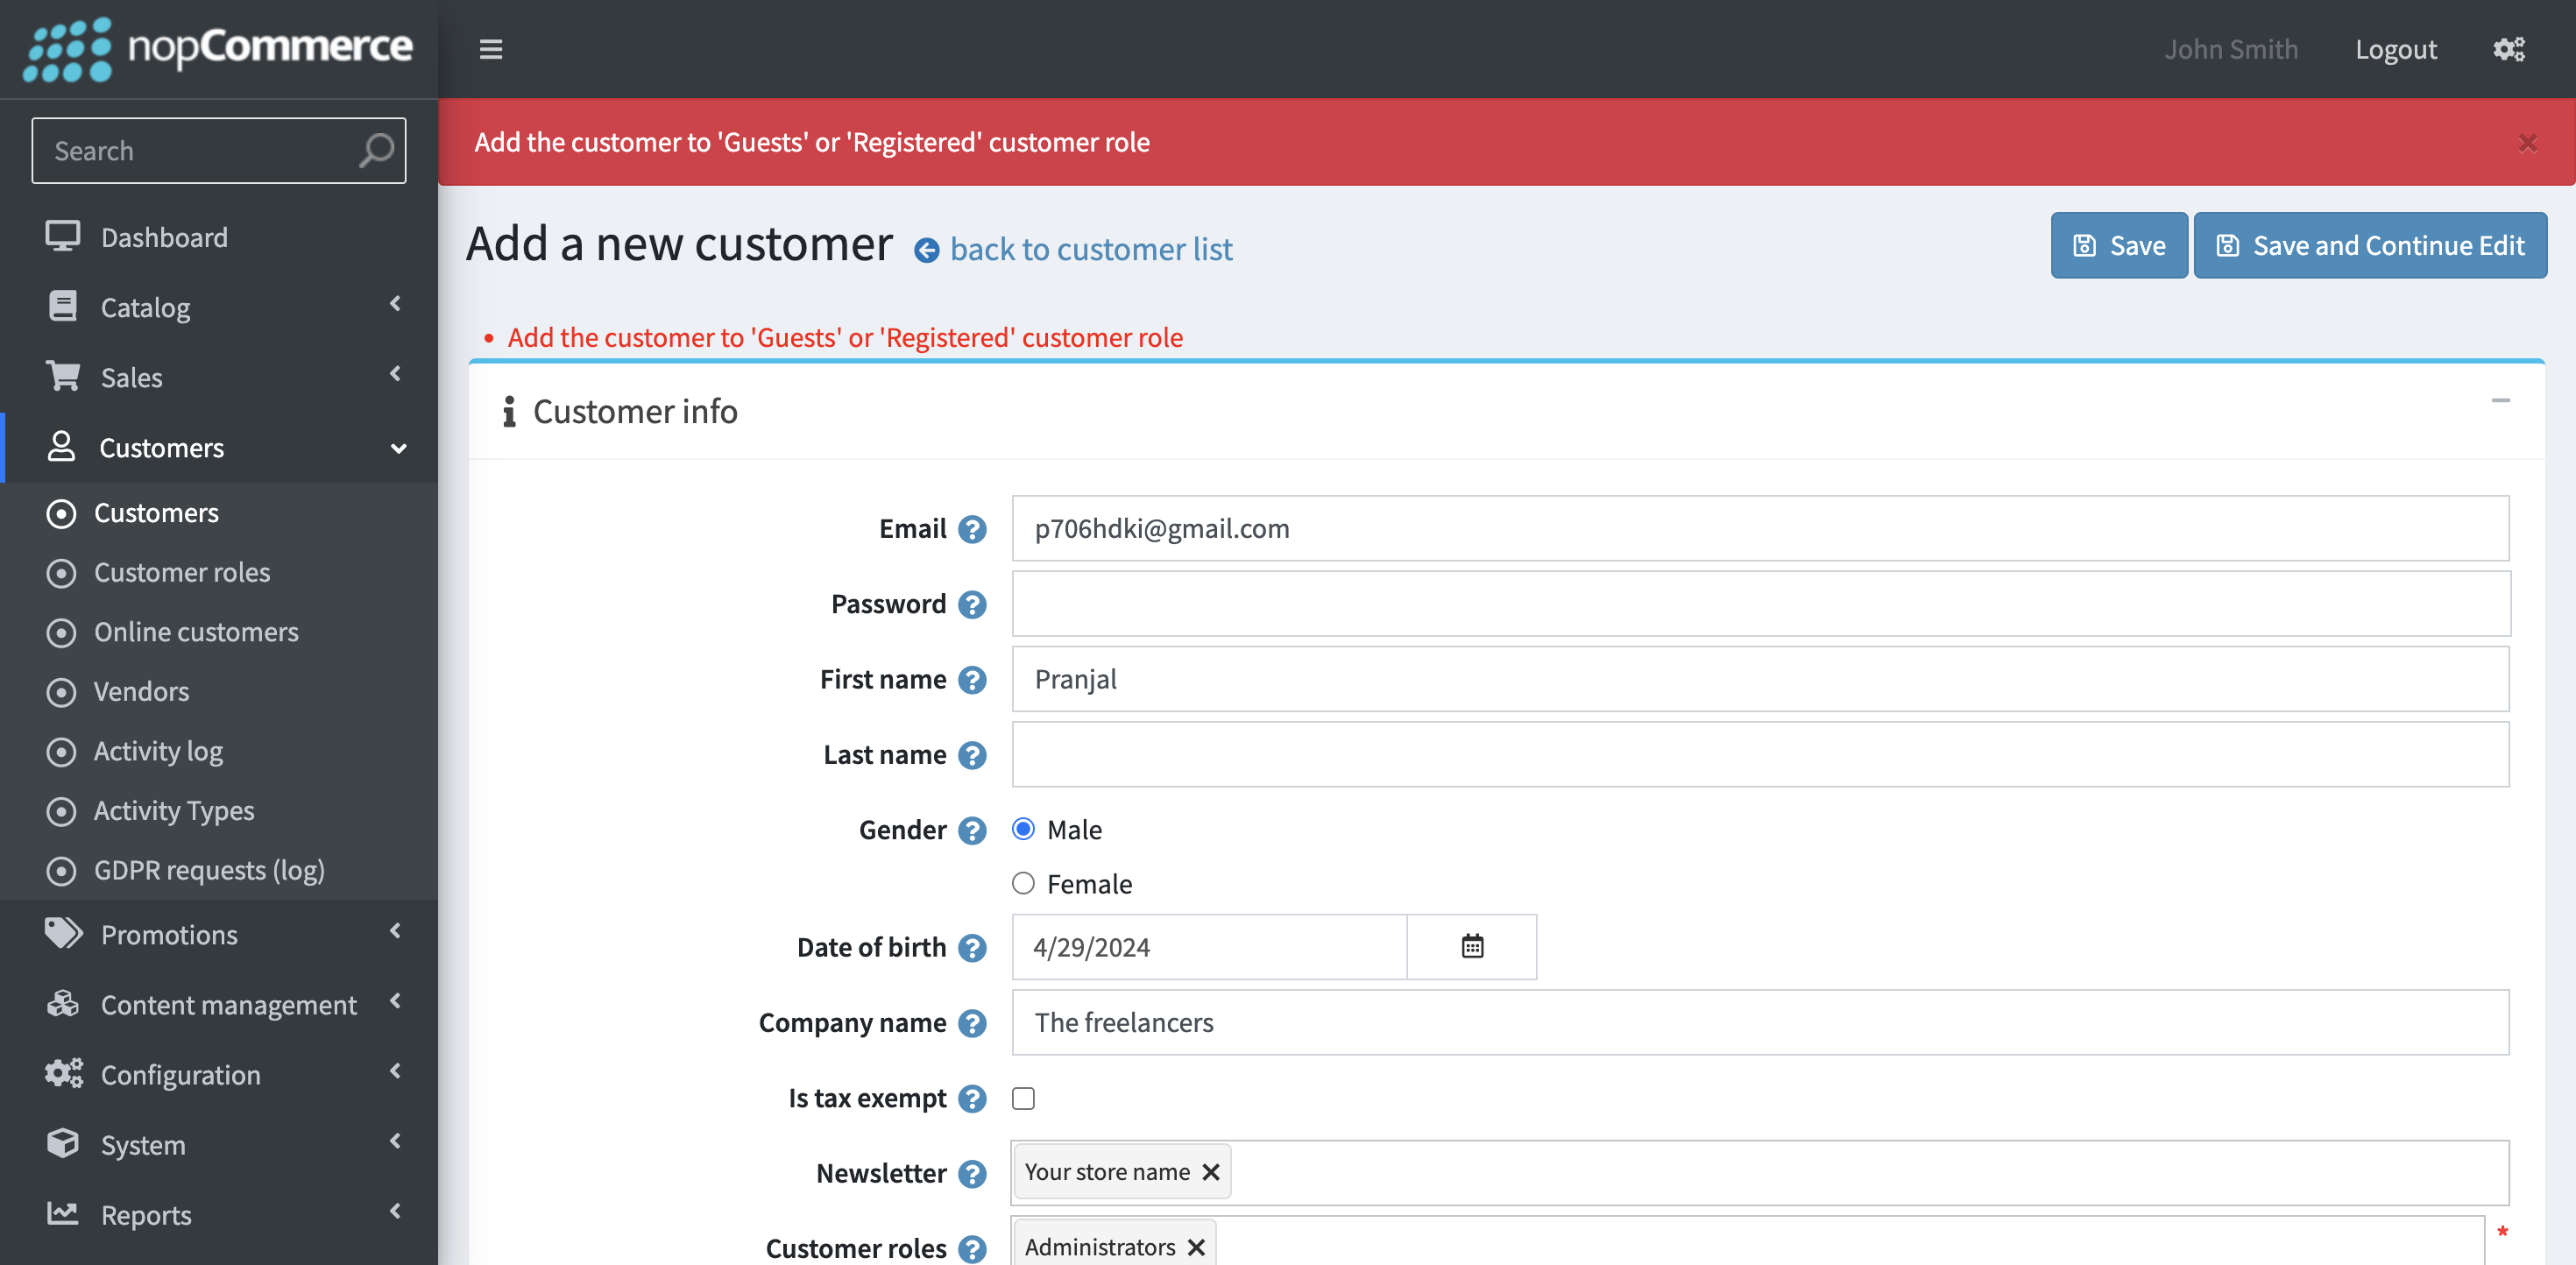 nopCommerce
John Smith
Logout
Search
Add the customer to 'Guests' or 'Registered' customer role
Dashboard
Catalog
Sales
Customers
Customers
Customer roles
Online customers
Vendors
Activity log
Activity Types
GDPR requests (log)
Promotions
Content management
Configuration
System
Reports
Add a new customer
back to customer list
Save
Save and Continue Edit
Add the customer to 'Guests' or 'Registered' customer role
Customer info
Email
p706hdki@gmail.com
Password
First name
Pranjal
Last name
Gender
Male
Female
Date of birth
4/29/2024
Company name
The freelancers
Is tax exempt
Newsletter
Your store name
Customer roles
Administrators
*